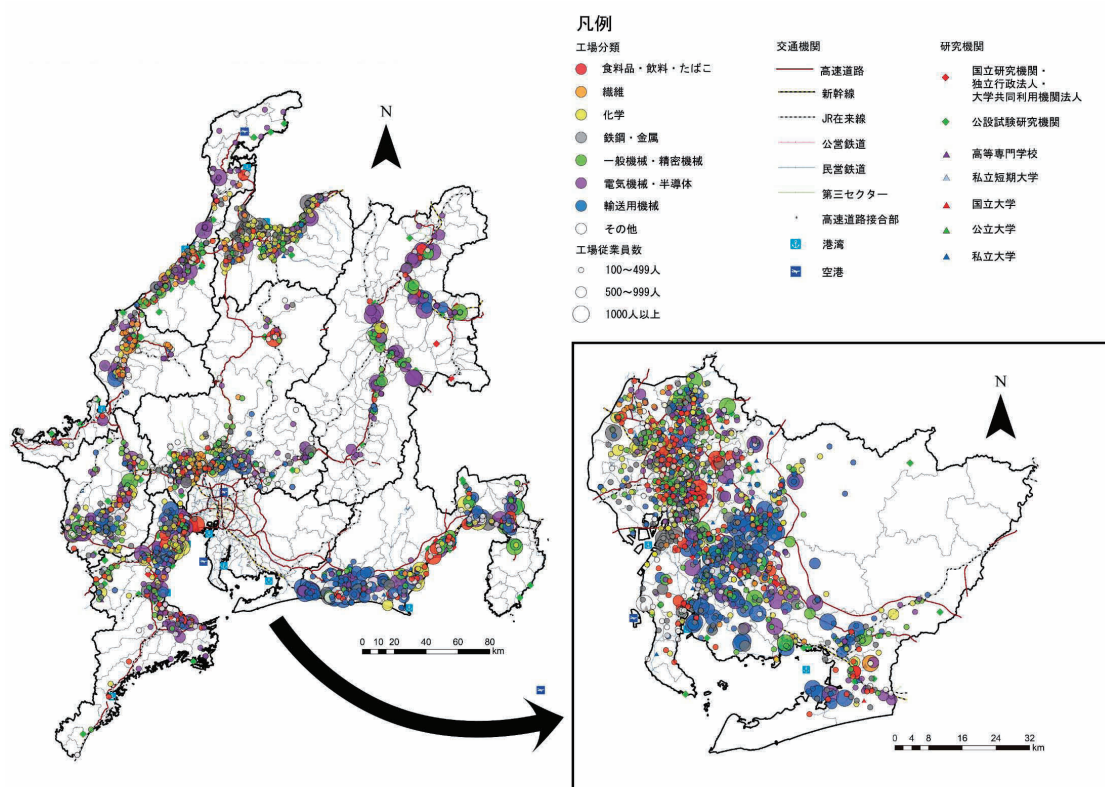 凡例
工場分類
食料品・飲料・たばこ
繊維
化学
鉄鋼・金属
一般機械・精密機械
電気機械・半導体
輸送用機械
その他
工場従業員数
100～499人
500～999人
1000人以上
交通機関
高速道路
新幹線
JR在来線
公営鉄道
民営鉄道
第三セクター
高速道路接合部
港湾
空港
研究機関
国立研究機関・
独立行政法人・
大学共同利用機関法人
公設試験研究機関
高等専門学校
私立短期大学
国立大学
公立大学
私立大学
N
0 10 20 40 60 80
km
N
0 4 8 16 24 32
km